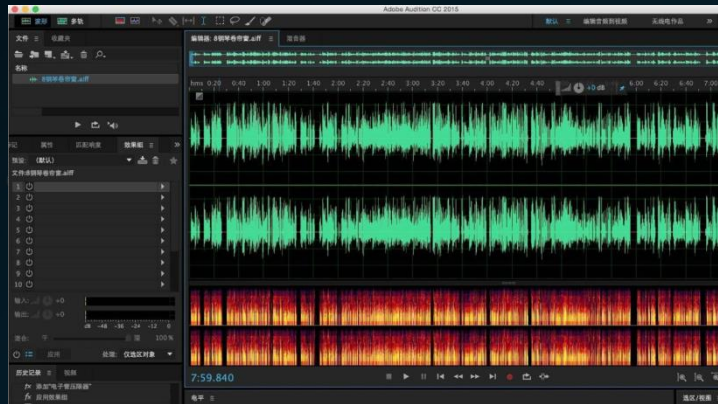 Adobe Audition CC 2015
波形 多轨
默认 编辑音频到视频 无线电作品 »
文件 收藏夹
编辑器: 8钢琴卷帘窗.aiff 混音器
名称
8钢琴卷帘窗.aiff
hms 0:20 0:40 1:00 1:20 1:40 2:00 2:20 2:40 3:00 3:20 3:40 4:00 4:20 4:40 6:00 6:20 6:40 7:00
+0 dB
标记 属性 匹配响度 效果组 »
预设: (默认)
文件:8钢琴卷帘窗.aiff
1
2
3
4
5
6
7
8
9
10
输入: +0
输出: +0
dB -48 -36 -24 -12 0
混合: 干 湿 100%
应用 处理: 仅选区对象
7:59.840
历史记录 视频
fx 添加"电子管压限器"
fx 应用效果组
电平 选区/视图